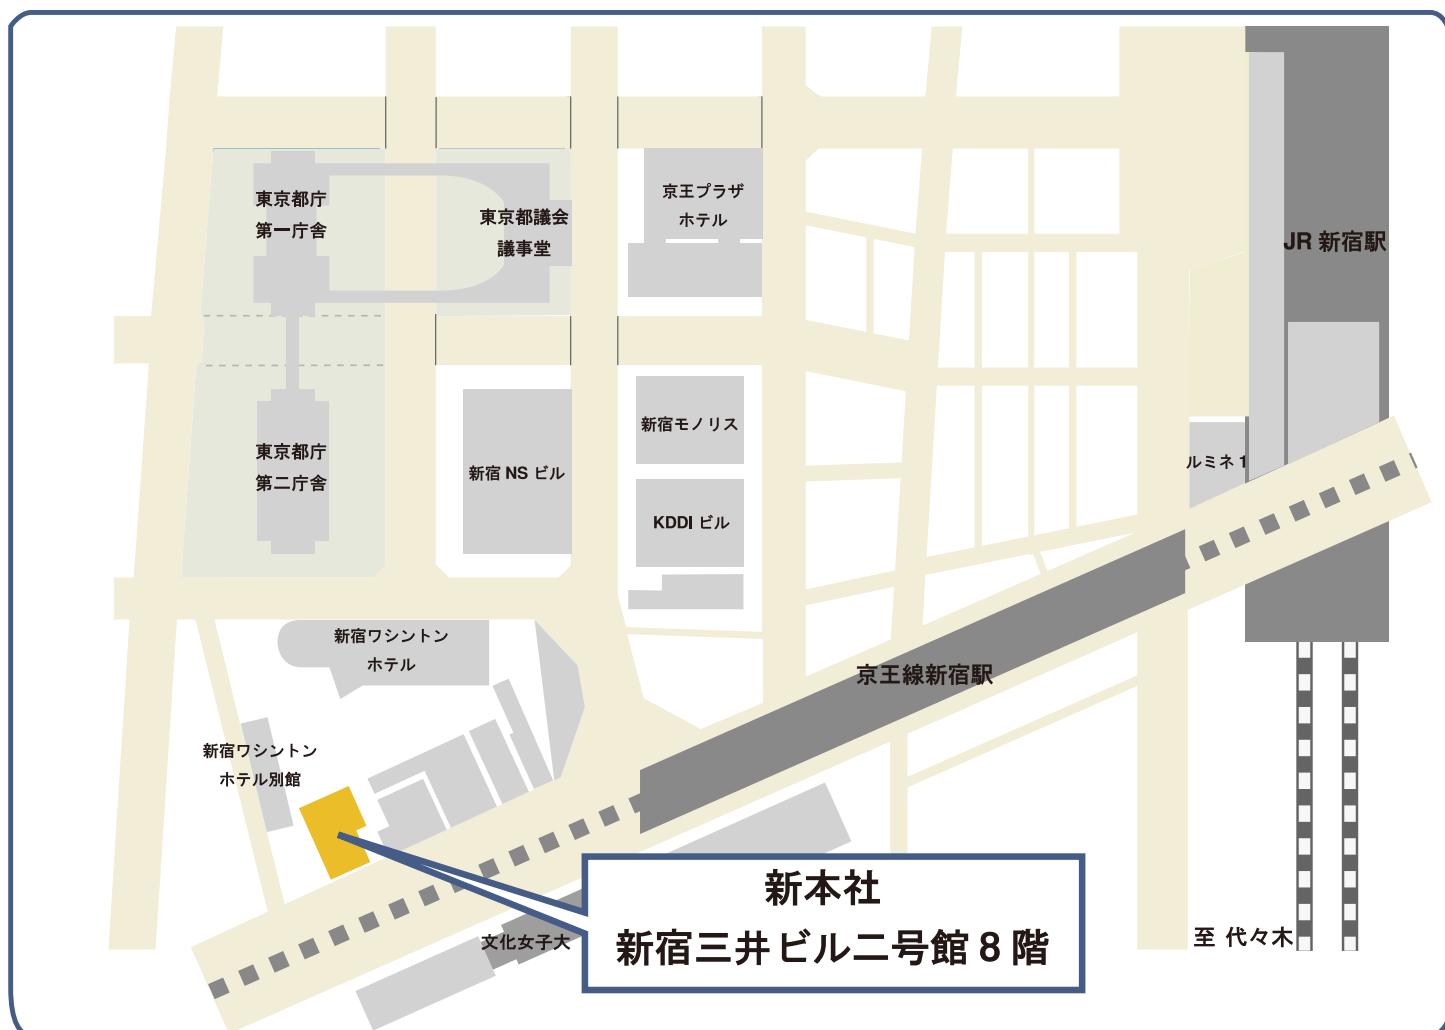 東京都庁
第一庁舎
東京都議会
議事堂
京王プラザ
ホテル
JR 新宿駅
新宿モノリス
東京都庁
第二庁舎
新宿 NS ビル
ルミネ 1
KDDI ビル
新宿ワシントン
ホテル
京王線新宿駅
新宿ワシントン
ホテル別館
新本社
新宿三井ビル二号館 8 階
文化女子大
至 代々木